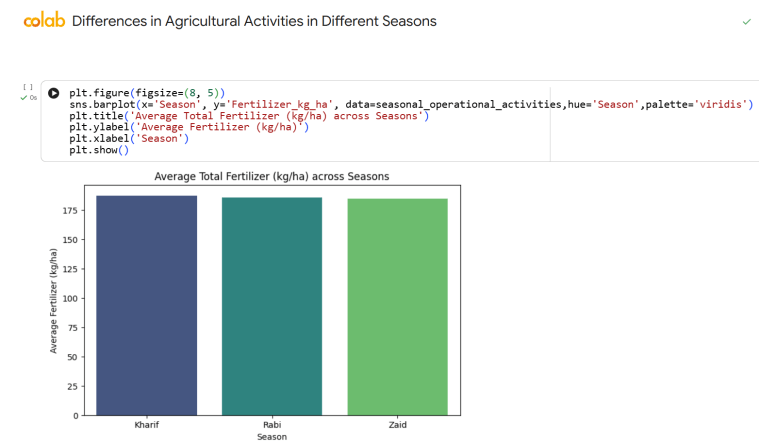 colab Differences in Agricultural Activities in Different Seasons
[ ]
0s
plt.figure(figsize=(8, 5))
sns.barplot(x='Season', y='Fertilizer_kg_ha', data=seasonal_operational_activities,hue='Season',palette='viridis')
plt.title('Average Total Fertilizer (kg/ha) across Seasons')
plt.ylabel('Average Fertilizer (kg/ha)')
plt.xlabel('Season')
plt.show()
Average Total Fertilizer (kg/ha) across Seasons
175
150
125
100
75
50
25
0
Average Fertilizer (kg/ha)
Kharif Rabi Zaid
Season